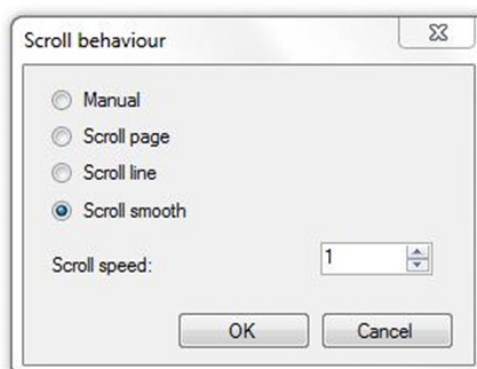 Scroll behaviour
Manual
Scroll page
Scroll line
Scroll smooth
Scroll speed: 1
OK Cancel